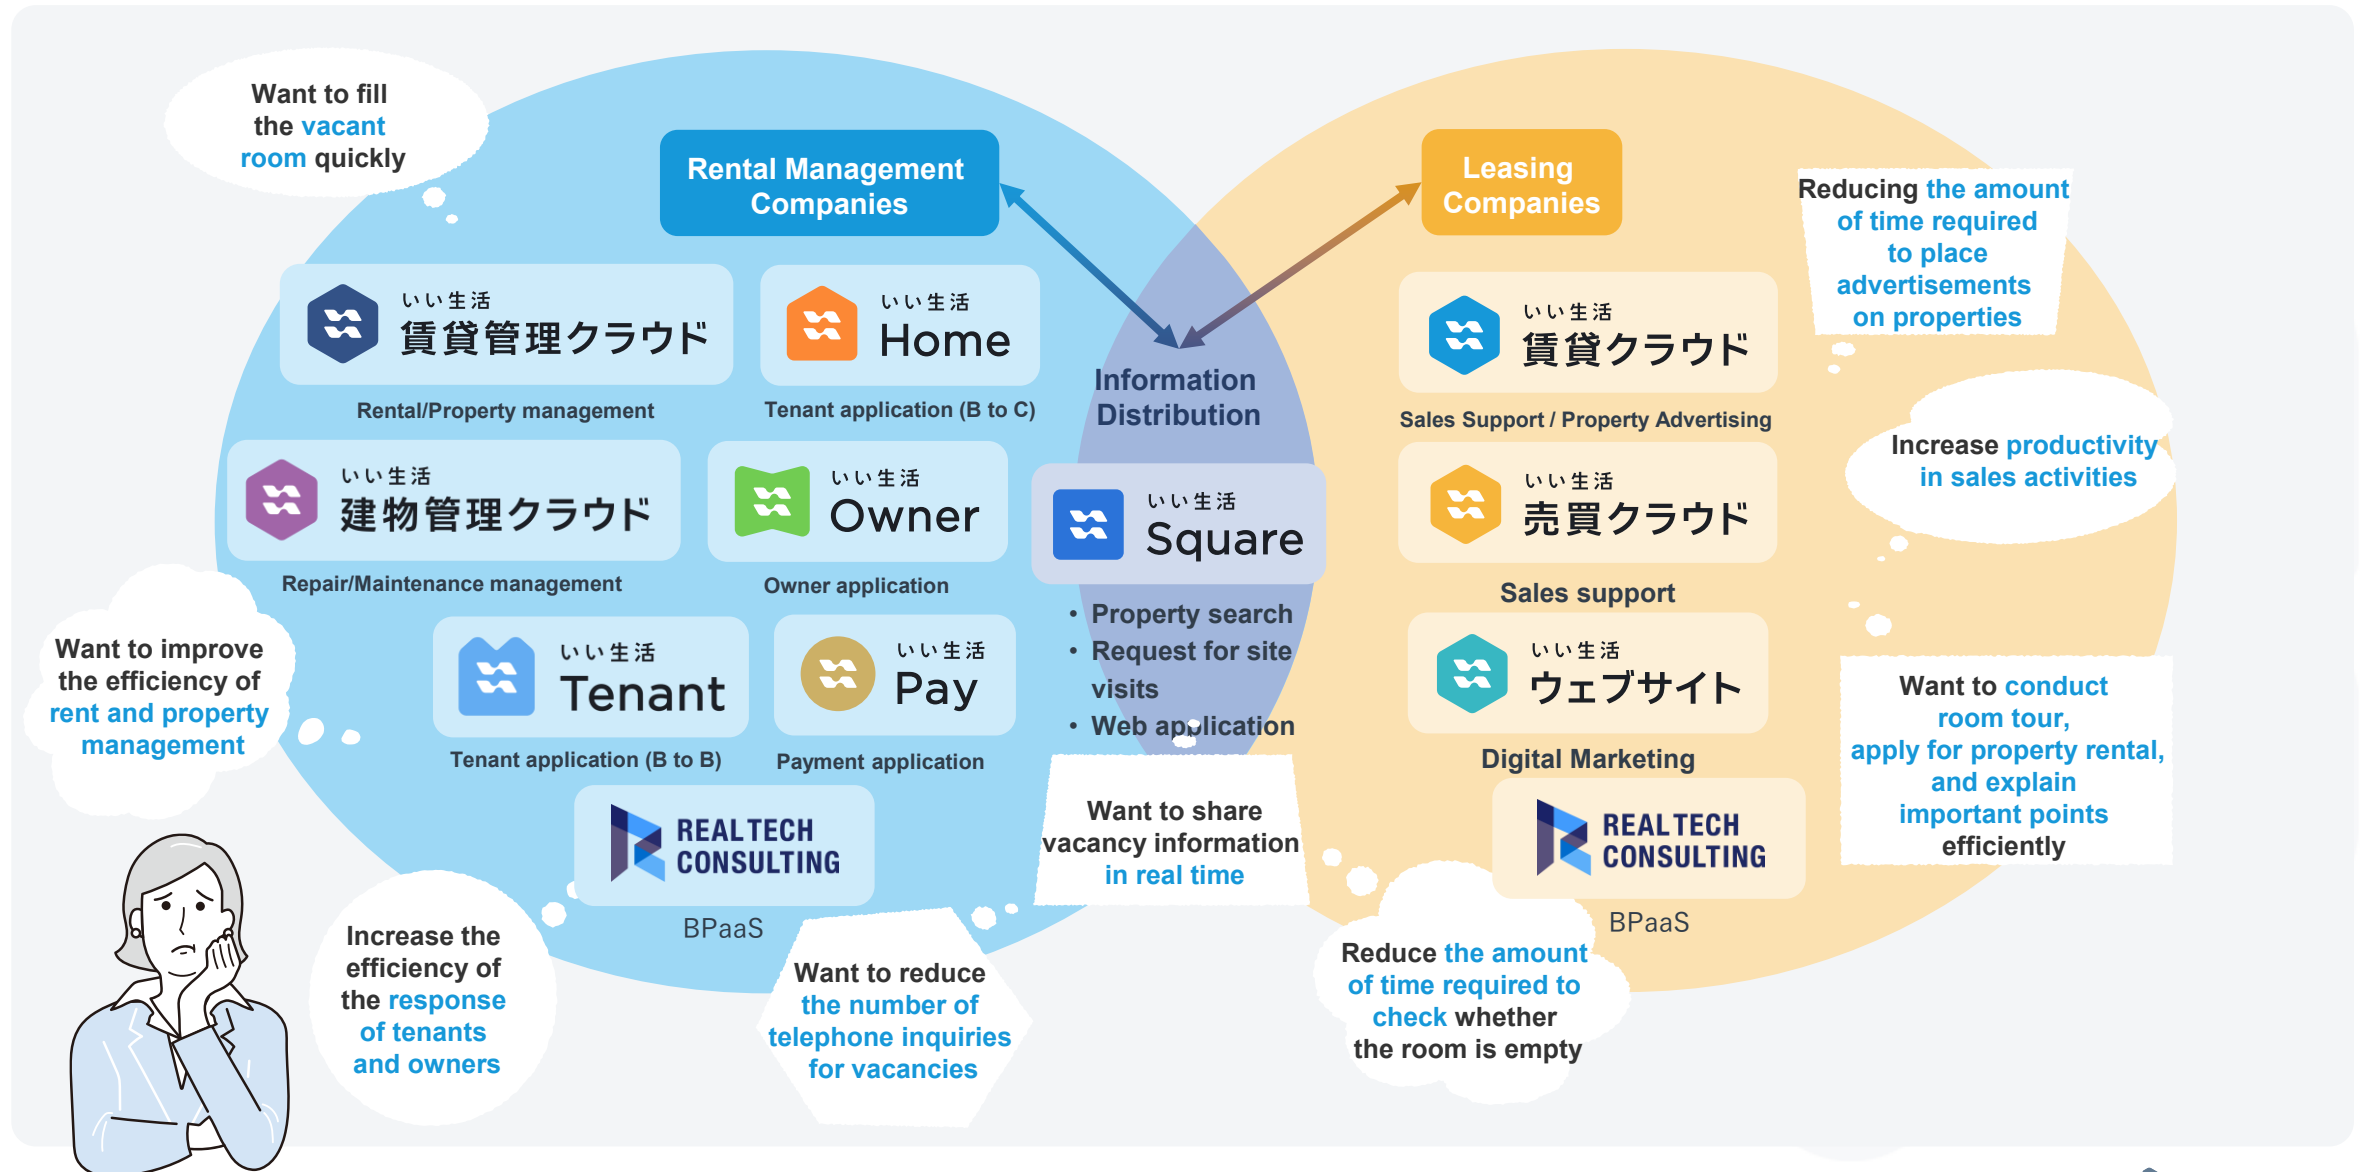 Want to fill
the vacant
room quickly
Rental Management
Companies
Leasing
Companies
Reducing the amount
of time required
to place
advertisements
on properties
いい生活
賃貸管理クラウド
Rental/Property management
いい生活
Home
Tenant application (B to C)
Information
Distribution
いい生活
賃貸クラウド
Sales Support / Property Advertising
いい生活
建物管理クラウド
Repair/Maintenance management
いい生活
Owner
Owner application
いい生活
Square
• Property search
• Request for site
visits
• Web application
いい生活
売買クラウド
Sales support
Increase productivity
in sales activities
Want to improve
the efficiency of
rent and property
management
いい生活
Tenant
Tenant application (B to B)
いい生活
Pay
Payment application
いい生活
ウェブサイト
Digital Marketing
Want to conduct
room tour,
apply for property rental,
and explain
important points
efficiently
REALTECH
CONSULTING
BPaaS
Want to share
vacancy information
in real time
REALTECH
CONSULTING
BPaaS
Increase the
efficiency of
the response
of tenants
and owners
Want to reduce
the number of
telephone inquiries
for vacancies
Reduce the amount
of time required to
check whether
the room is empty